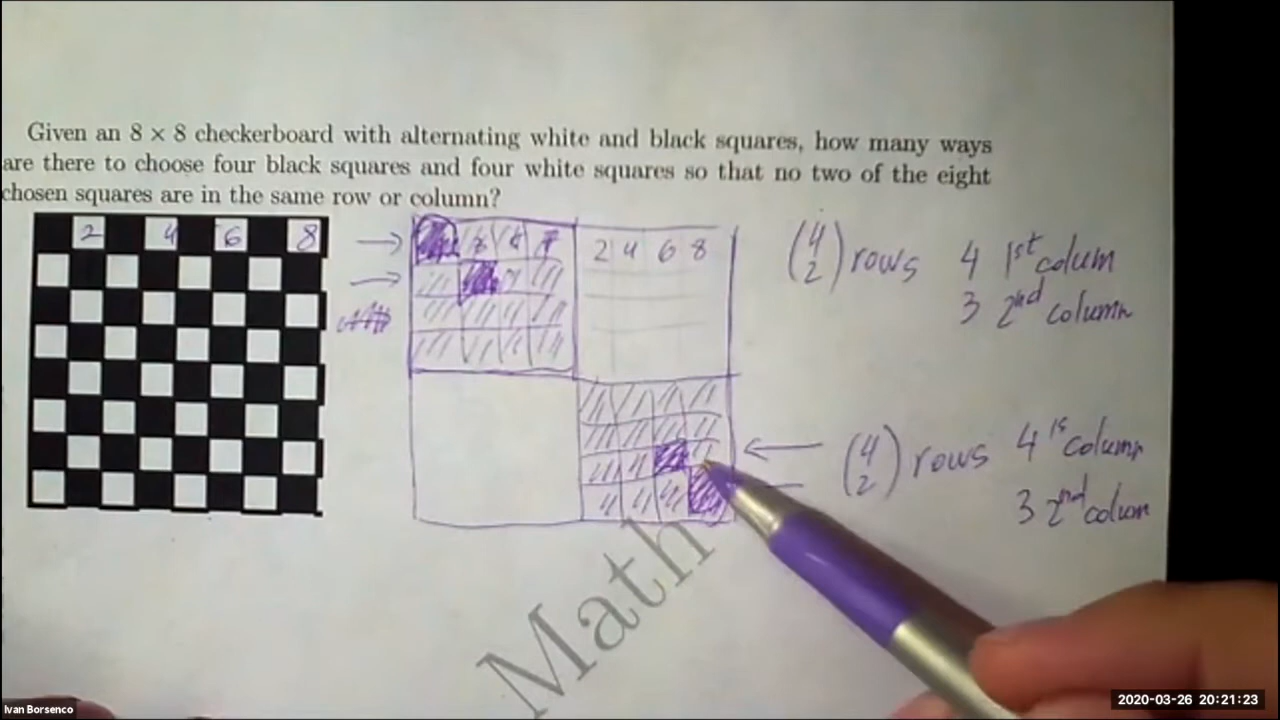 Given an 8 × 8 checkerboard with alternating white and black squares, how many ways
are there to choose four black squares and four white squares so that no two of the eight
chosen squares are in the same row or column?
2 4 6 8
2 4 6 8
(4 2) rows 4 1st colum
3 2nd column
(4 2) rows 4 1st column
3 2nd colum
Math
Ivan Borsenco
2020-03-26 20:21:23